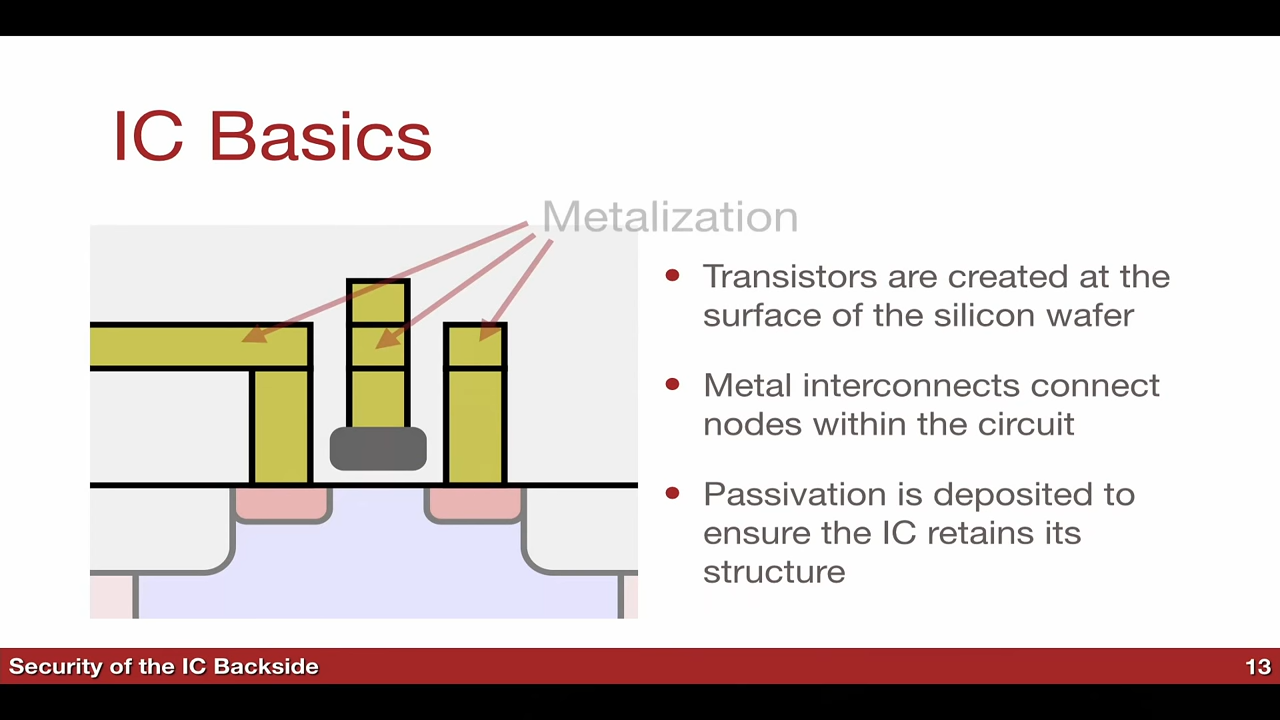 IC Basics
Metalization
• Transistors are created at the
surface of the silicon wafer
• Metal interconnects connect
nodes within the circuit
• Passivation is deposited to
ensure the IC retains its
structure
Security of the IC Backside
13